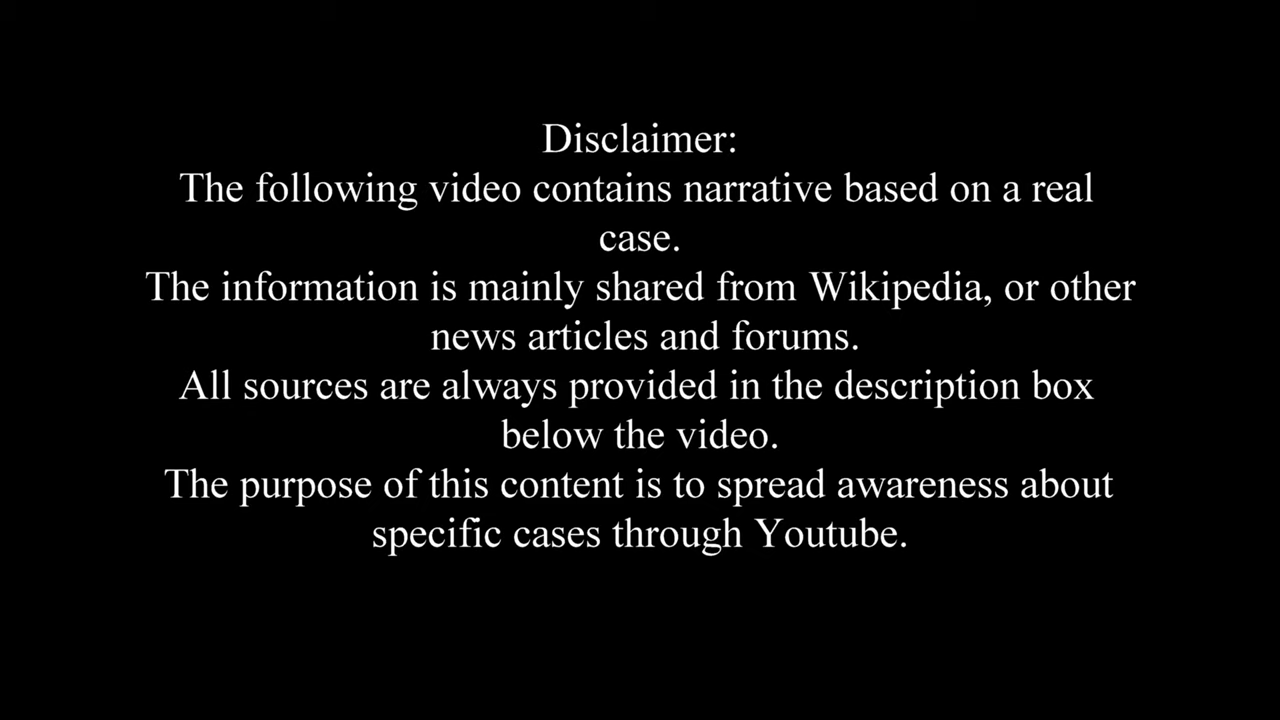 Disclaimer:
The following video contains narrative based on a real
case.
The information is mainly shared from Wikipedia, or other
news articles and forums.
All sources are always provided in the description box
below the video.
The purpose of this content is to spread awareness about
specific cases through Youtube.